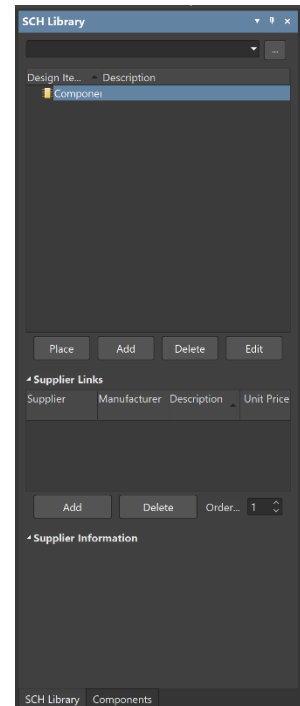 SCH Library
...
Design Ite... Description
Componei
Place Add Delete Edit
Supplier Links
Supplier Manufacturer Description Unit Price
Add Delete Order... 1
Supplier Information
SCH Library Components